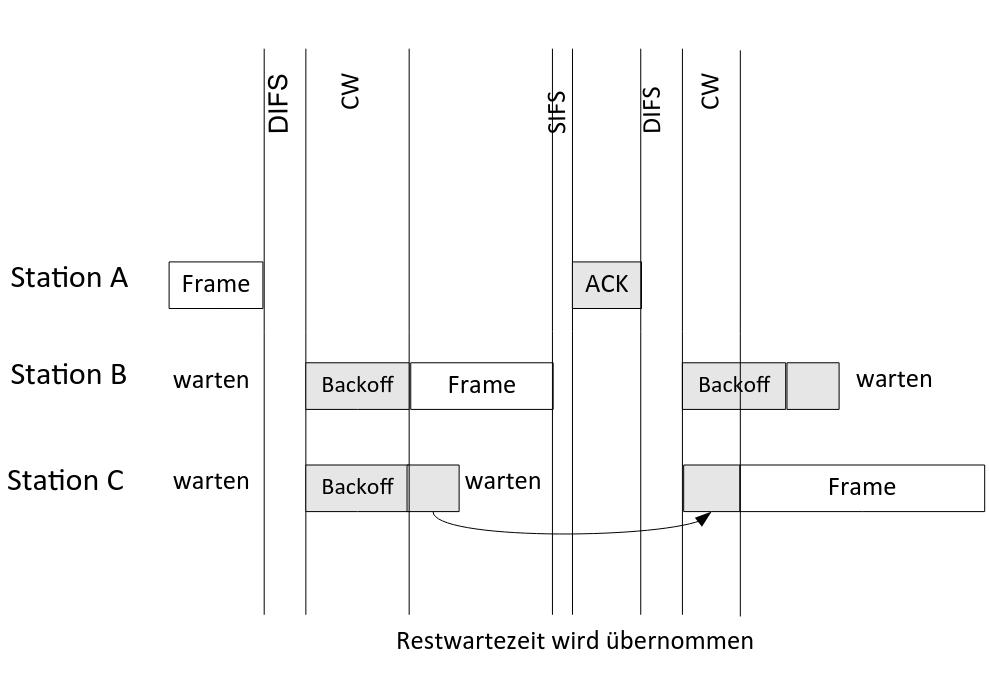 DIFS
CW
SIFS
DIFS
CW
Station A
Frame
ACK
Station B
warten
Backoff
Frame
Backoff
warten
Station C
warten
Backoff
warten
Frame
Restwartezeit wird übernommen